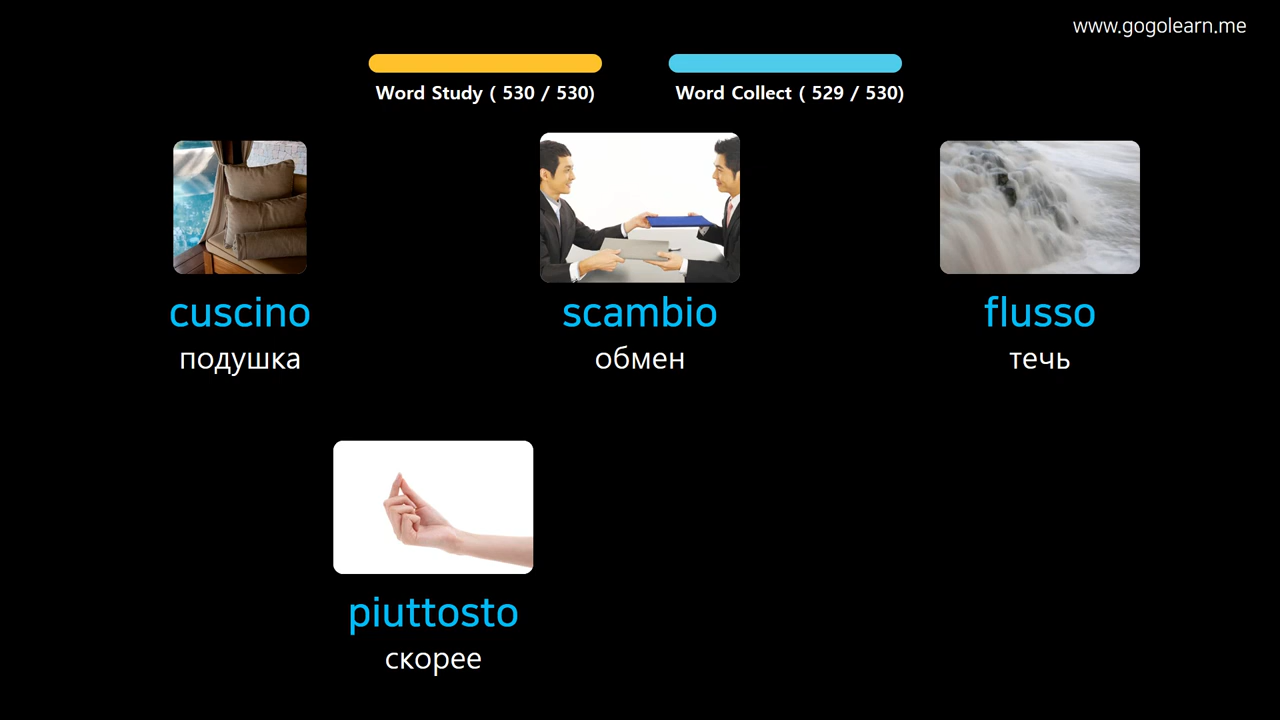 www.gogolearn.me
Word Study ( 530 / 530)
Word Collect ( 529 / 530)
cuscino
подушка
scambio
обмен
flusso
течь
piuttosto
скорее